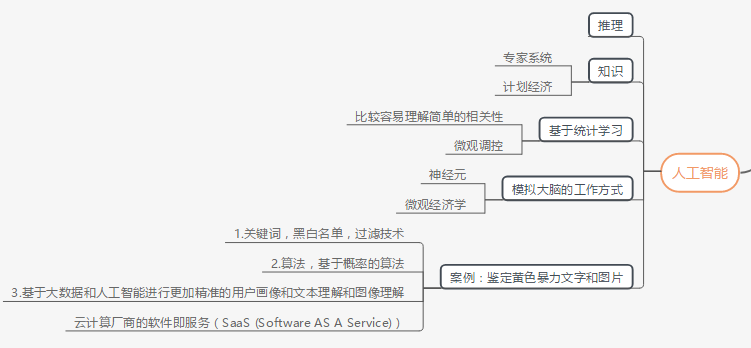 推理
专家系统
知识
计划经济
比较容易理解简单的相关性
基于统计学习
微观调控
人工智能
神经元
模拟大脑的工作方式
微观经济学
1.关键词，黑白名单，过滤技术
2.算法，基于概率的算法
案例：鉴定黄色暴力文字和图片
3.基于大数据和人工智能进行更加精准的用户画像和文本理解和图像理解
云计算厂商的软件即服务（SaaS (Software AS A Service)）